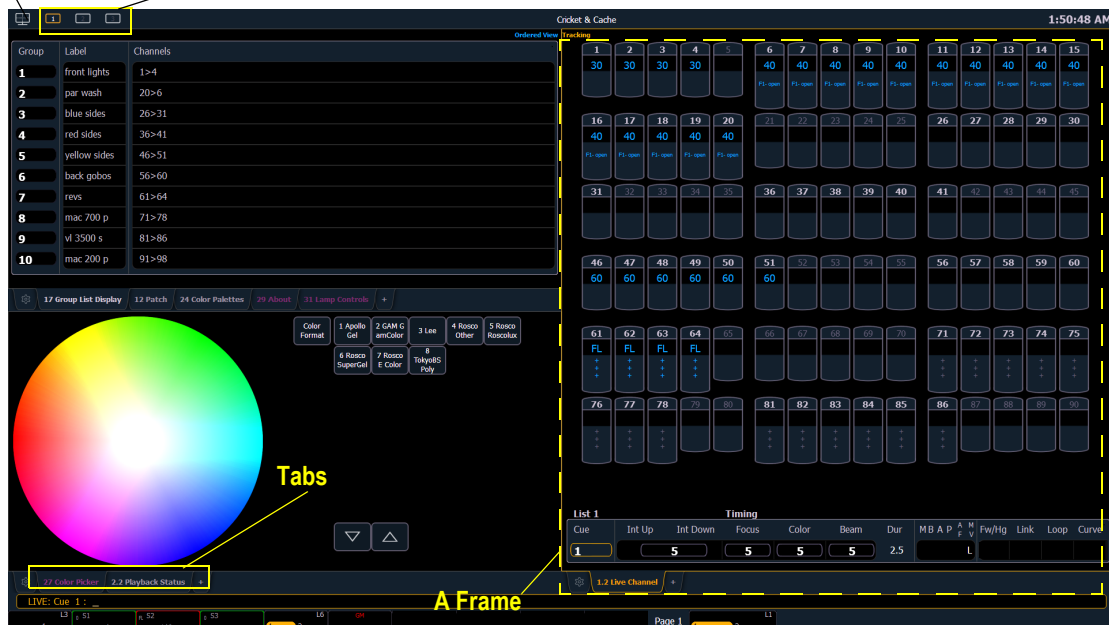 1 2 3 Cricket & Cache 1:50:48 AM
Ordered View Tracking
Group Label Channels
1 front lights 1>4
2 par wash 20>6
3 blue sides 26>31
4 red sides 36>41
5 yellow sides 46>51
6 back gobos 56>60
7 revs 61>64
8 mac 700 p 71>78
9 vl 3500 s 81>86
10 mac 200 p 91>98
17 Group List Display 12 Patch 24 Color Palettes 29 About 31 Lamp Controls +
1 2 3 4 5 6 7 8 9 10 11 12 13 14 15
30 30 30 30 40 40 40 40 40 40 40 40 40 40
F1- open F1- open F1- open F1- open F1- open F1- open F1- open F1- open F1- open F1- open
16 17 18 19 20 21 22 23 24 25 26 27 28 29 30
40 40 40 40 40
F1- open F1- open F1- open F1- open F1- open
31 32 33 34 35 36 37 38 39 40 41 42 43 44 45
46 47 48 49 50 51 52 53 54 55 56 57 58 59 60
60 60 60 60 60 60
61 62 63 64 65 66 67 68 69 70 71 72 73 74 75
FL FL FL FL
+ + + + + + + + +
+ + + + + + + + +
+ + + + + + + + +
76 77 78 79 80 81 82 83 84 85 86 87 88 89 90
+ + + + + + + + +
+ + + + + + + + +
+ + + + + + + + +
Color Format
1 Apollo Gel
2 GAM G amColor
3 Lee
4 Rosco Other
5 Rosco Roscolux
6 Rosco SuperGel
7 Rosco E Color
8 TokyoBS Poly
Tabs
27 Color Picker 2.2 Playback Status +
List 1 Timing
Cue Int Up Int Down Focus Color Beam Dur M B A P A F M V Fw/Hg Link Loop Curve
1 5 5 5 5 2.5 L
1.2 Live Channel +
A Frame
LIVE: Cue 1 : _
L3 S1 S2 S3 L6 GM Page 1 L1